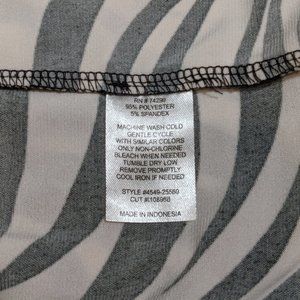 RN # 74299
95% POLYESTER
5% SPANDEX
MACHINE WASH COLD
GENTLE CYCLE
WITH SIMILAR COLORS
ONLY NON-CHLORINE
BLEACH WHEN NEEDED
TUMBLE DRY LOW
REMOVE PROMPTLY
COOL IRON IF NEEDED
STYLE #4549-25560
CUT #
MADE IN INDONESIA